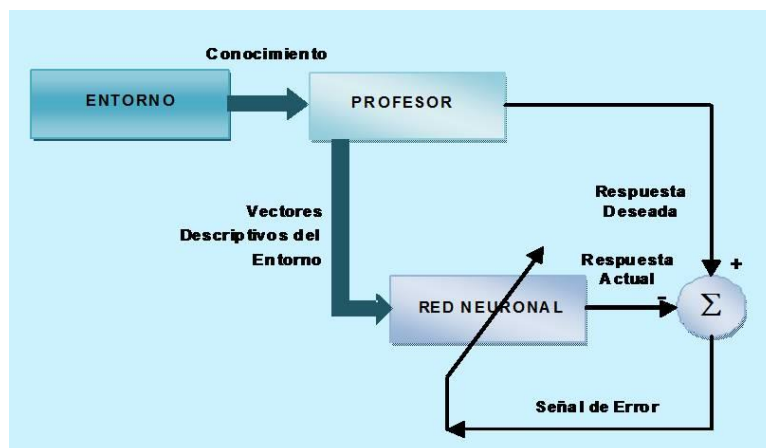 Conocimiento
ENTORNO
PROFESOR
Vectores
Descriptivos del
Entorno
Respuesta
Deseada
Respuesta
Actual
+
-
RED NEURONAL
Σ
Señal de Error